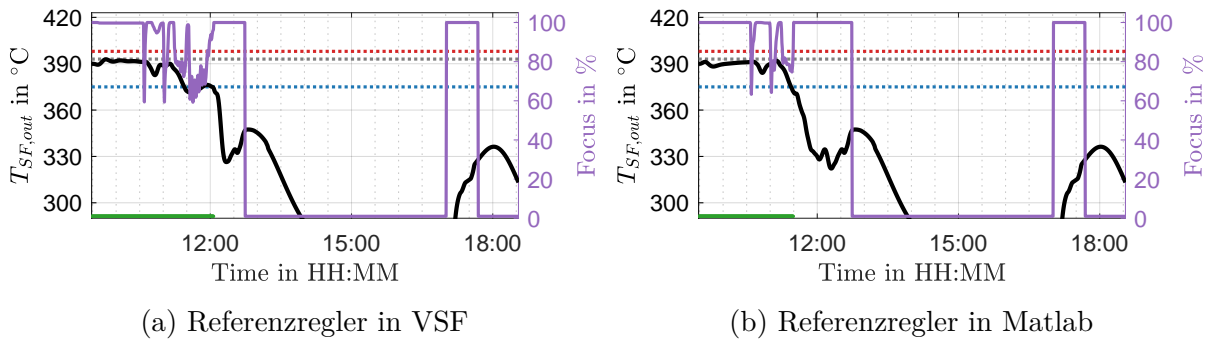 420
390
360
330
300
T_{SF,out} in °C
100
80
60
40
20
0
Focus in %
12:00 15:00 18:00
Time in HH:MM
(a) Referenzregler in VSF
420
390
360
330
300
T_{SF,out} in °C
100
80
60
40
20
0
Focus in %
12:00 15:00 18:00
Time in HH:MM
(b) Referenzregler in Matlab